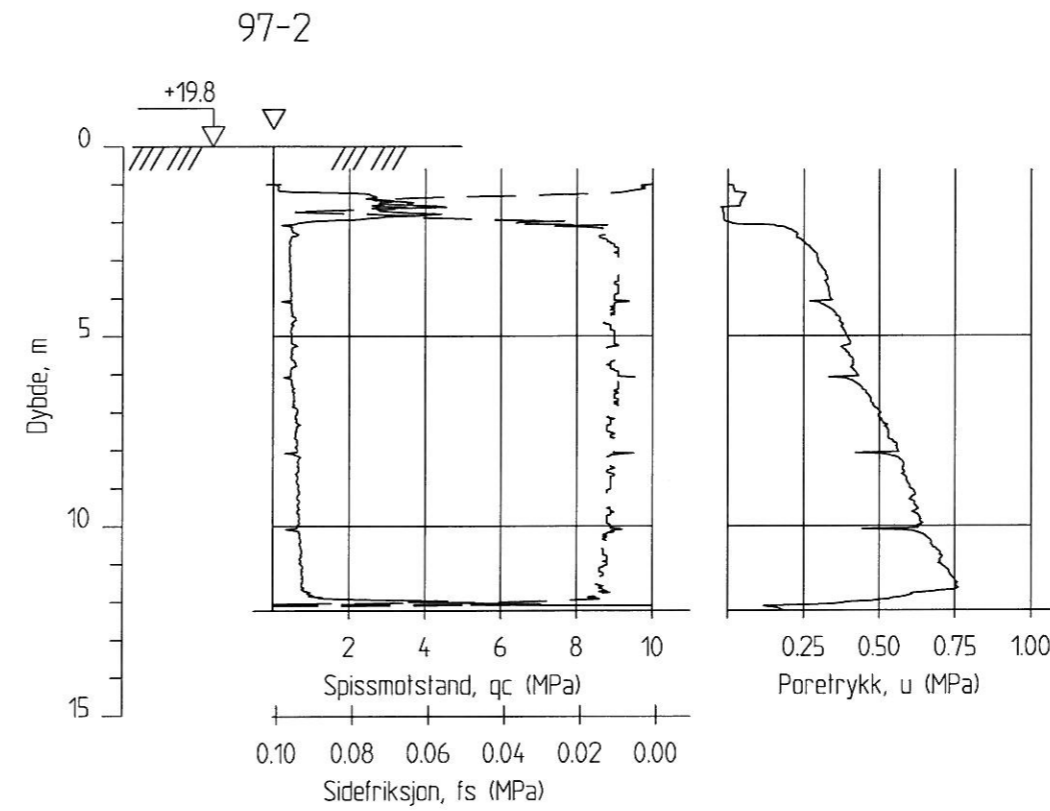 97-2
+19.8
0
5
10
15
Dybde, m
2 4 6 8 10
Spissmotstand, qc (MPa)
0.10 0.08 0.06 0.04 0.02 0.00
Sidefriksjon, fs (MPa)
0.25 0.50 0.75 1.00
Poretrykk, u (MPa)